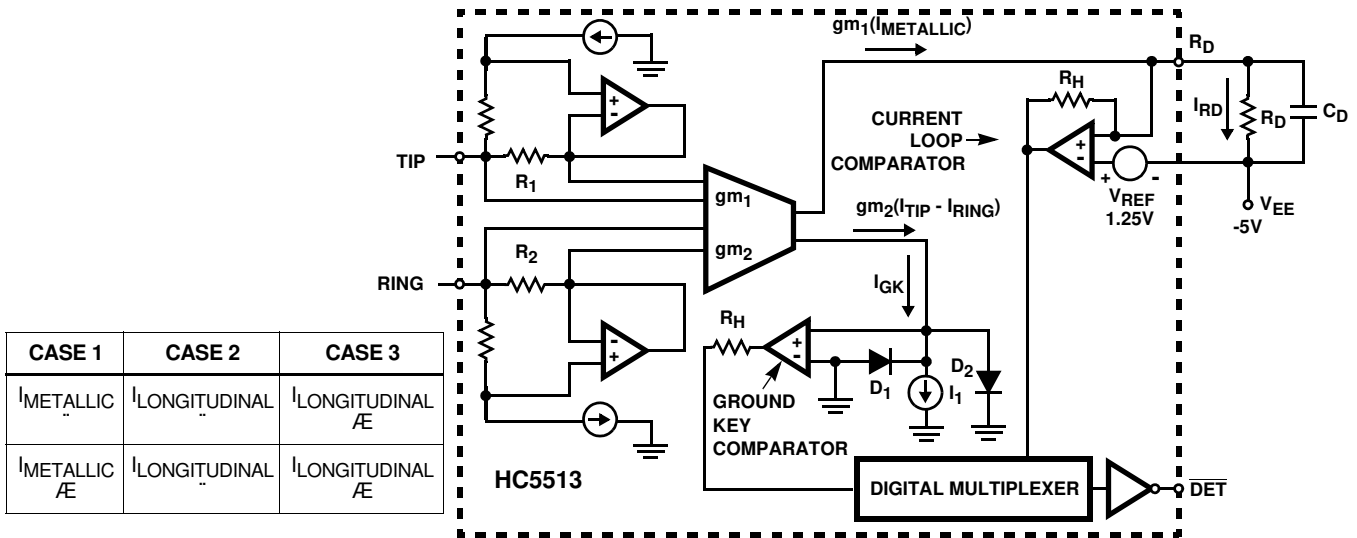 gm1(IMETALLIC)
RD
RH
IRD
RD
CD
CURRENT
LOOP
COMPARATOR
+
-
+
-
VREF
1.25V
VEE
-5V
+
-
TIP
R1
gm1
gm2(ITIP - IRING)
gm2
R2
RING
IGK
-
+
RH
+
-
D1
D2
I1
GROUND
KEY
COMPARATOR
HC5513
DIGITAL MULTIPLEXER
DET
CASE 1 CASE 2 CASE 3
IMETALLIC ILONGITUDINAL ILONGITUDINAL
¨ ¨ Æ
IMETALLIC ILONGITUDINAL ILONGITUDINAL
Æ ¨ Æ